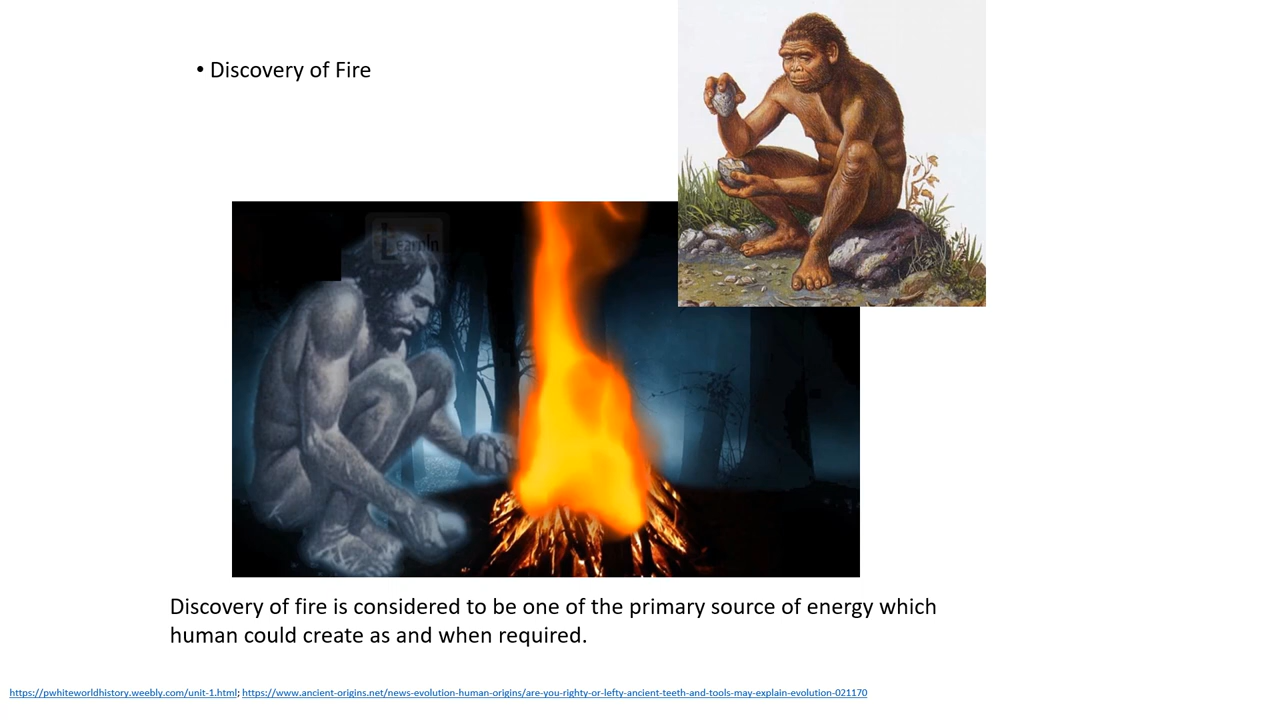 • Discovery of Fire
LearnIn
Discovery of fire is considered to be one of the primary source of energy which
human could create as and when required.
https://pwhiteworldhistory.weebly.com/unit-1.html; https://www.ancient-origins.net/news-evolution-human-origins/are-you-righty-or-lefty-ancient-teeth-and-tools-may-explain-evolution-021170